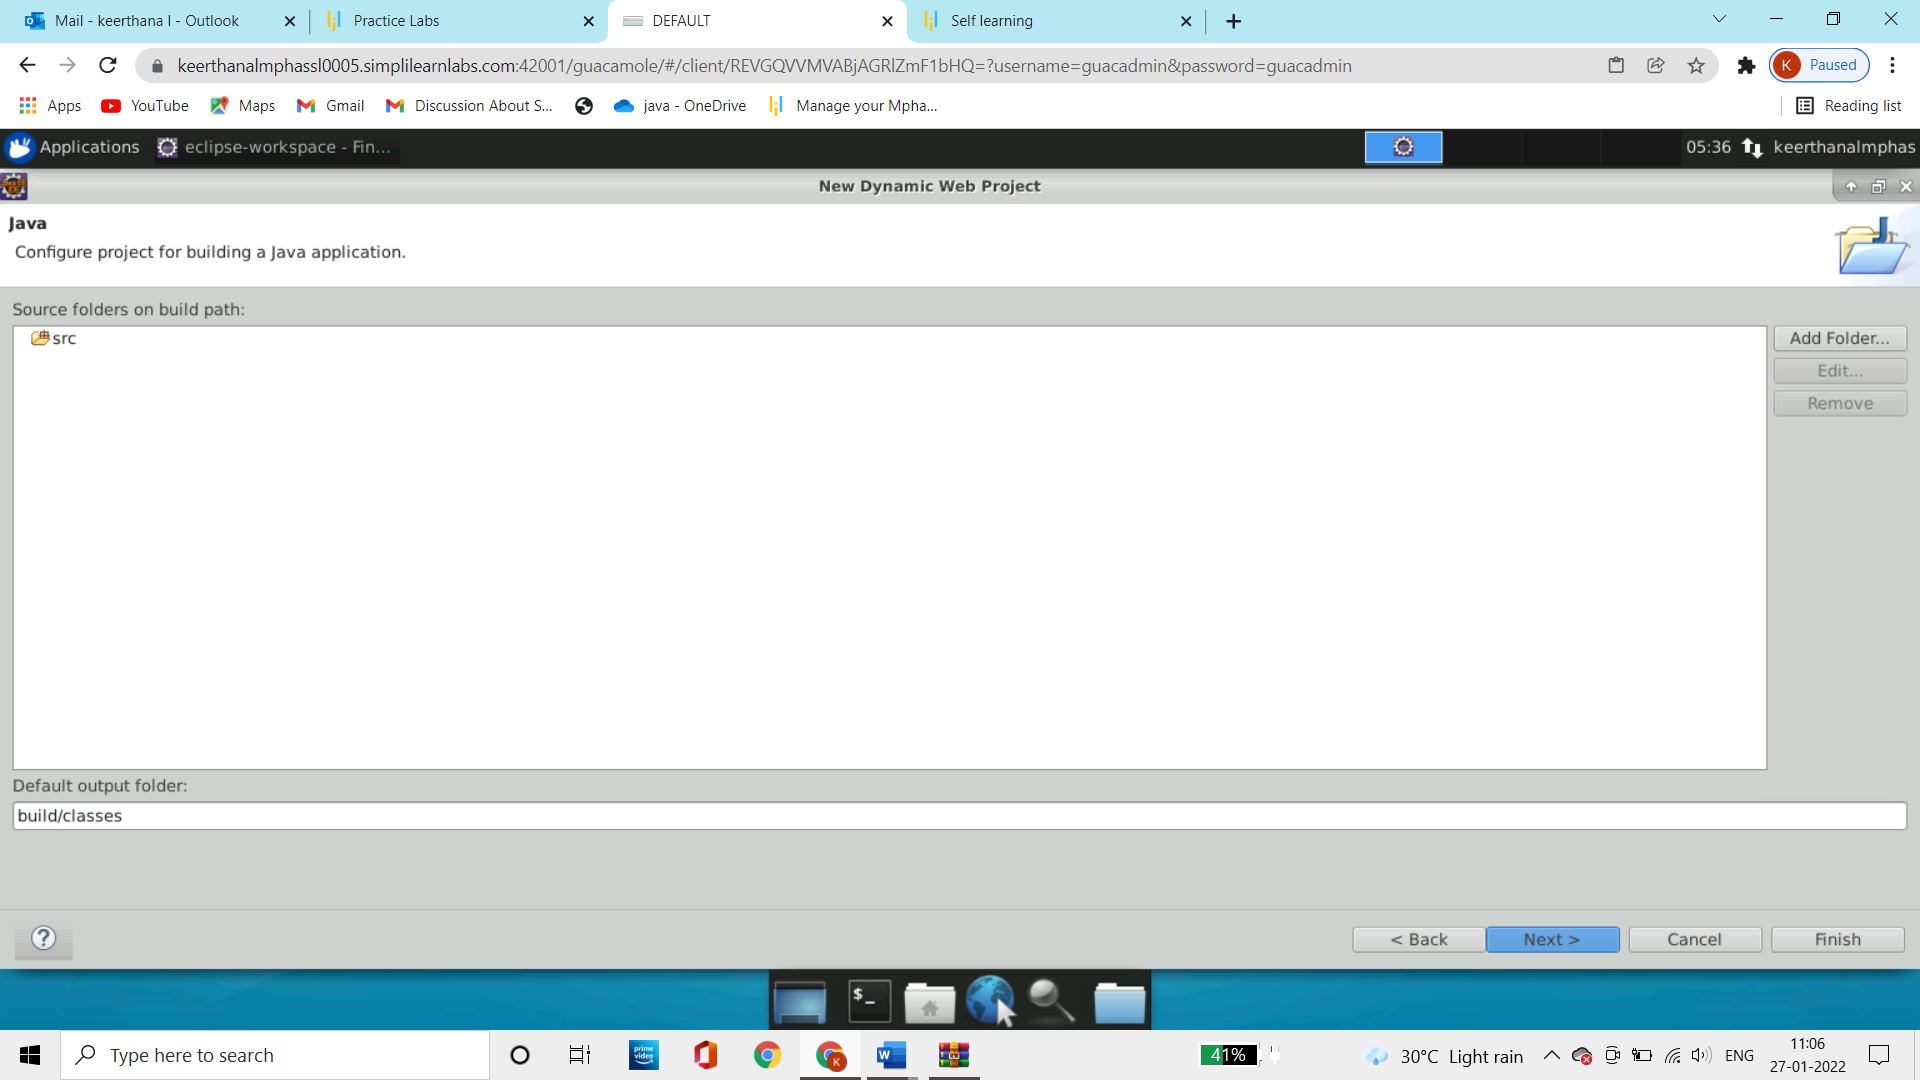 Mail - keerthana l - Outlook
Practice Labs
DEFAULT
Self learning
keerthanalmphassl0005.simplilearnlabs.com:42001/guacamole/#/client/REVGQVVMVABjAGRlZmF1bHQ=?username=guacadmin&password=guacadmin
K Paused
Apps YouTube Maps Gmail Discussion About S... java - OneDrive Manage your Mpha... Reading list
Applications eclipse-workspace - Fin... 05:36 keerthanalmphas
New Dynamic Web Project
Java
Configure project for building a Java application.
Source folders on build path:
src
Add Folder...
Edit...
Remove
Default output folder:
build/classes
? < Back Next > Cancel Finish
$_
Type here to search
prime video
W
K
41%
30°C Light rain
ENG
11:06
27-01-2022